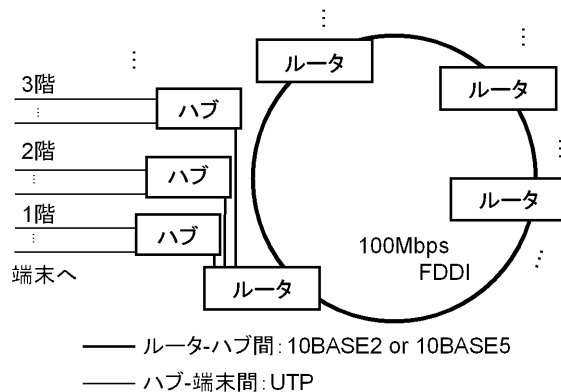 ⋮
⋮
⋮
3階
⋮
ハブ
ルータ
ルータ
2階
⋮
ハブ
⋮
1階
⋮
ハブ
ルータ
端末へ
ルータ
100Mbps
FDDI
⋮
ルータ-ハブ間:10BASE2 or 10BASE5
ハブ-端末間:UTP